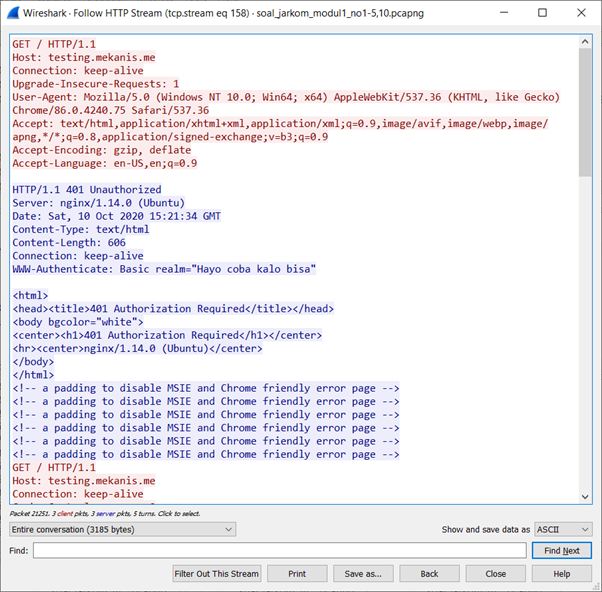 Wireshark · Follow HTTP Stream (tcp.stream eq 158) · soal_jarkom_modul1_no1-5,10.pcapng
GET / HTTP/1.1
Host: testing.mekanis.me
Connection: keep-alive
Upgrade-Insecure-Requests: 1
User-Agent: Mozilla/5.0 (Windows NT 10.0; Win64; x64) AppleWebKit/537.36 (KHTML, like Gecko)
Chrome/86.0.4240.75 Safari/537.36
Accept: text/html,application/xhtml+xml,application/xml;q=0.9,image/avif,image/webp,image/
apng,*/*;q=0.8,application/signed-exchange;v=b3;q=0.9
Accept-Encoding: gzip, deflate
Accept-Language: en-US,en;q=0.9
HTTP/1.1 401 Unauthorized
Server: nginx/1.14.0 (Ubuntu)
Date: Sat, 10 Oct 2020 15:21:34 GMT
Content-Type: text/html
Content-Length: 606
Connection: keep-alive
WWW-Authenticate: Basic realm="Hayo coba kalo bisa"
<html>
<head><title>401 Authorization Required</title></head>
<body bgcolor="white">
<center><h1>401 Authorization Required</h1></center>
<hr><center>nginx/1.14.0 (Ubuntu)</center>
</body>
</html>
<!-- a padding to disable MSIE and Chrome friendly error page -->
<!-- a padding to disable MSIE and Chrome friendly error page -->
<!-- a padding to disable MSIE and Chrome friendly error page -->
<!-- a padding to disable MSIE and Chrome friendly error page -->
<!-- a padding to disable MSIE and Chrome friendly error page -->
<!-- a padding to disable MSIE and Chrome friendly error page -->
GET / HTTP/1.1
Host: testing.mekanis.me
Connection: keep-alive
Packet 21251. 3 client pkts, 3 server pkts, 5 turns. Click to select.
Entire conversation (3185 bytes)
Show and save data as ASCII
Find:
Find Next
Filter Out This Stream
Print
Save as...
Back
Close
Help